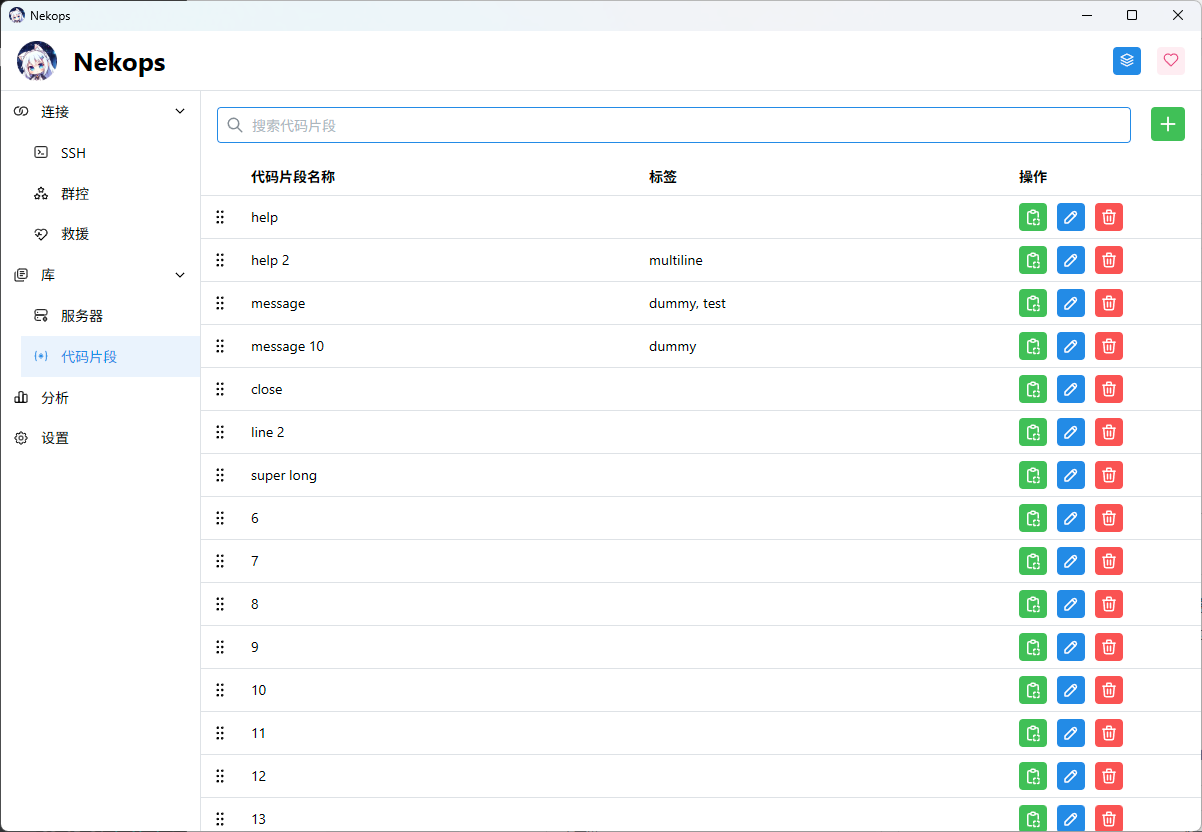 Nekops
Nekops
连接
SSH
群控
救援
库
服务器
代码片段
分析
设置
搜索代码片段
代码片段名称 标签 操作
help
help 2 multiline
message dummy, test
message 10 dummy
close
line 2
super long
6
7
8
9
10
11
12
13